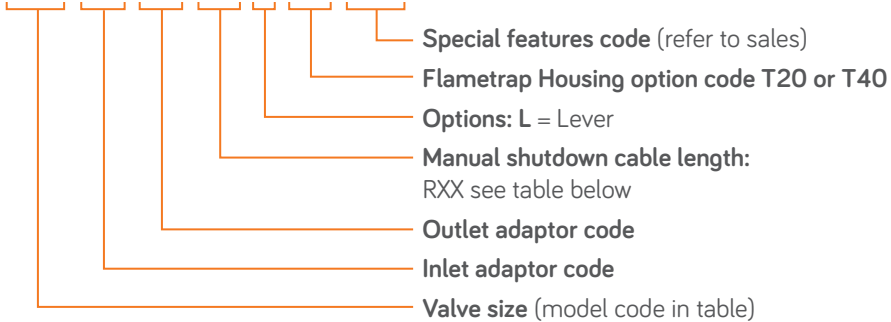 Special features code (refer to sales)
Flametrap Housing option code T20 or T40
Options: L = Lever
Manual shutdown cable length:
RXX see table below
Outlet adaptor code
Inlet adaptor code
Valve size (model code in table)